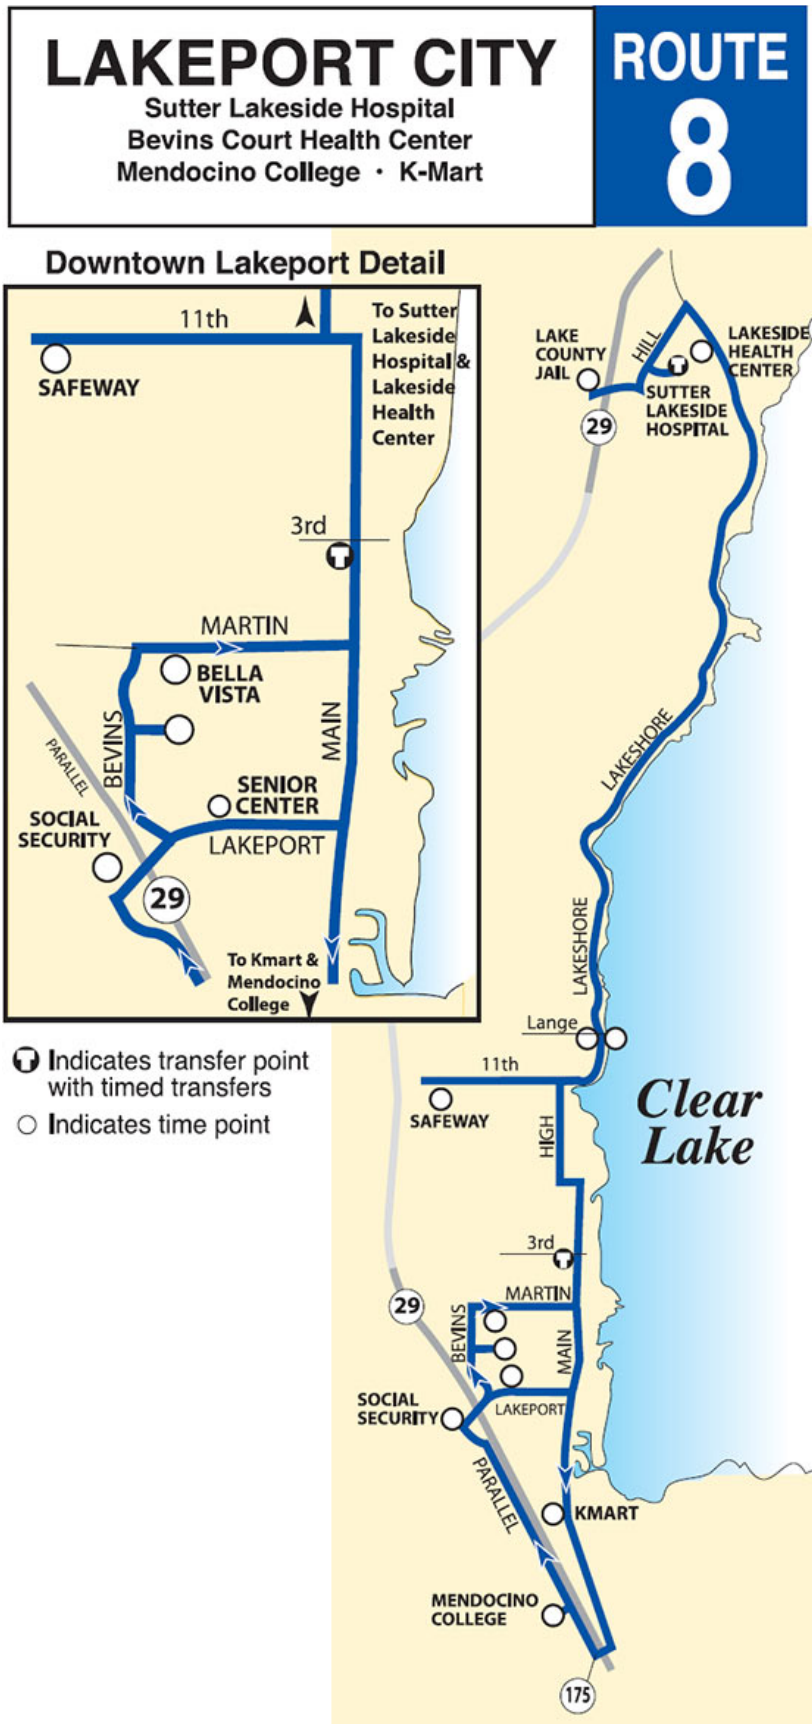 LAKEPORT CITY
Sutter Lakeside Hospital
Bevins Court Health Center
Mendocino College • K-Mart
ROUTE
8
Downtown Lakeport Detail
11th
SAFEWAY
To Sutter
Lakeside
Hospital &
Lakeside
Health
Center
3rd
MARTIN
BELLA
VISTA
BEVINS
MAIN
PARALLEL
SENIOR
CENTER
SOCIAL
SECURITY
LAKEPORT
29
To Kmart &
Mendocino
College
T Indicates transfer point
with timed transfers
Indicates time point
LAKE
COUNTY
JAIL
HILL
LAKESIDE
HEALTH
CENTER
T
SUTTER
LAKESIDE
HOSPITAL
29
LAKESHORE
LAKESHORE
Lange
11th
SAFEWAY
HIGH
Clear
Lake
3rd
T
29
MARTIN
BEVINS
MAIN
SOCIAL
SECURITY
LAKEPORT
PARALLEL
KMART
MENDOCINO
COLLEGE
175